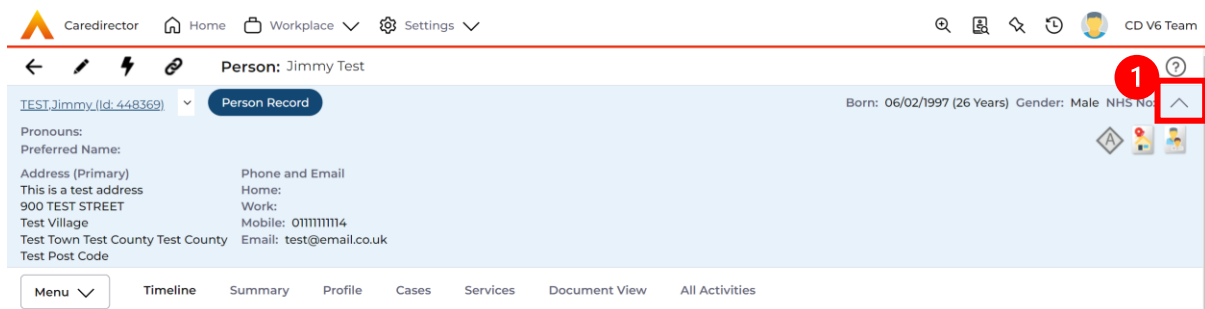 Caredirector Home Workplace Settings CD V6 Team
Person: Jimmy Test ?
1
TEST,Jimmy (Id: 448369) Person Record Born: 06/02/1997 (26 Years) Gender: Male NHS No:
Pronouns:
Preferred Name:
A
Address (Primary) Phone and Email
This is a test address Home:
900 TEST STREET Work:
Test Village Mobile: 01111111114
Test Town Test County Test County Email: test@email.co.uk
Test Post Code
Menu Timeline Summary Profile Cases Services Document View All Activities